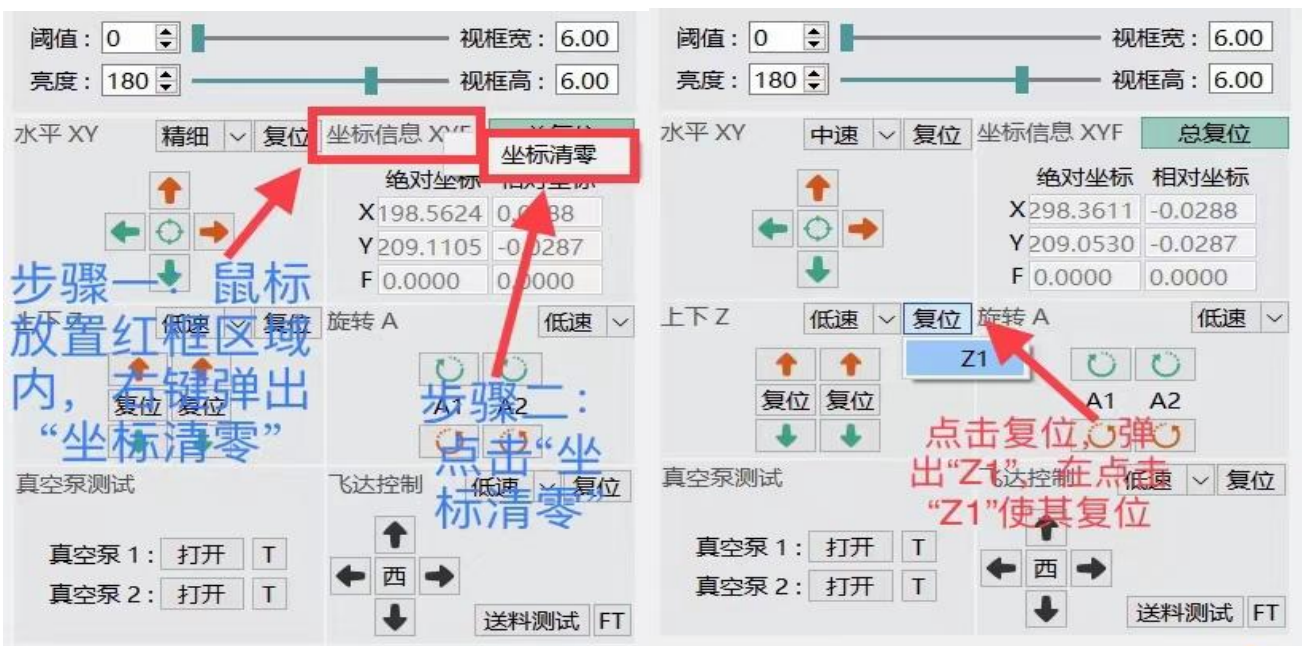 阈值：0 视框宽：6.00
亮度：180 视框高：6.00
水平 XY 精细 复位 坐标信息 XYF
坐标清零
绝对坐标 相对坐标
X 198.5624
Y 209.1105 -0.0287
F 0.0000 0.0000
步骤一：鼠标
放置红框区域
内，右键弹出
“坐标清零”
上下 Z 低速 复位 旋转 A 低速
复位 复位 A1 A2
步骤二：
点击“坐
标清零”
真空泵测试 飞达控制 低速 复位
真空泵 1： 打开 T
真空泵 2： 打开 T
西
送料测试 FT
阈值：0 视框宽：6.00
亮度：180 视框高：6.00
水平 XY 中速 复位 坐标信息 XYF 总复位
绝对坐标 相对坐标
X 298.3611 -0.0288
Y 209.0530 -0.0287
F 0.0000 0.0000
上下 Z 低速 复位 旋转 A 低速
Z1
复位 复位 A1 A2
点击复位，弹
出“Z1”，在点击
“Z1”使其复位
真空泵测试 飞达控制 低速 复位
真空泵 1： 打开 T
真空泵 2： 打开 T
西
送料测试 FT